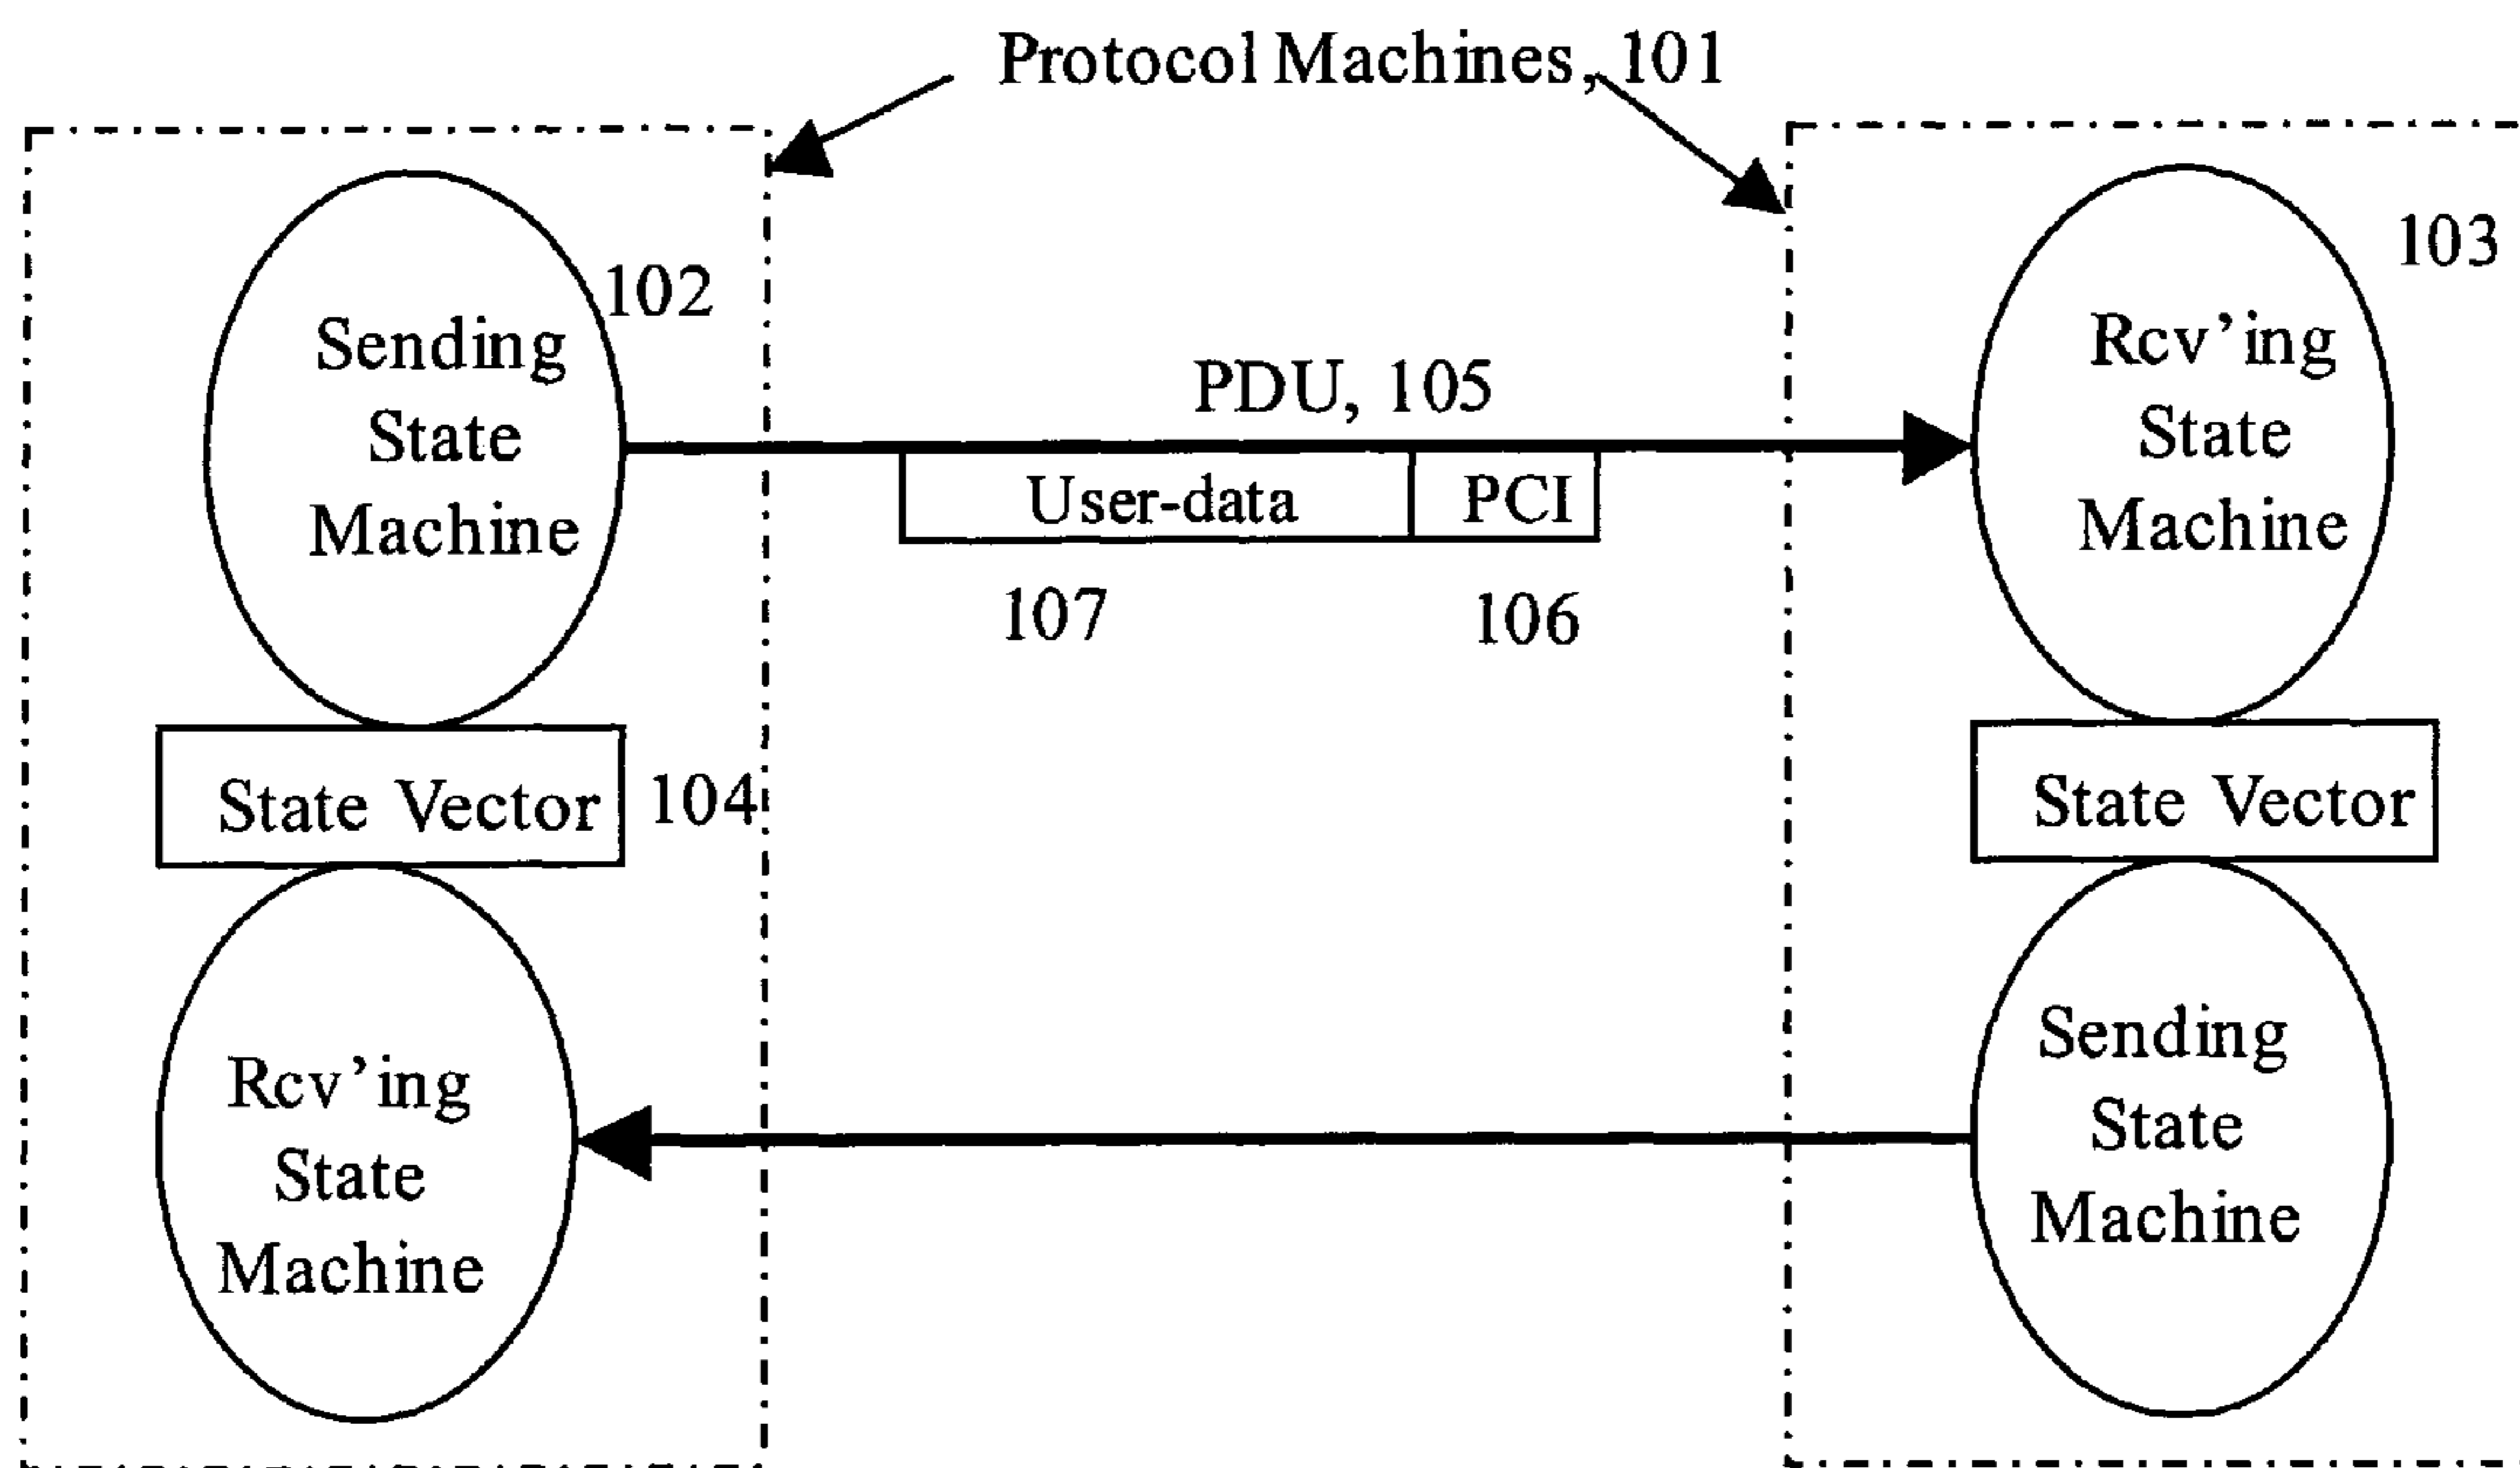 Protocol Machines, 101
102
Sending
State
Machine
PDU, 105
User-data
PCI
107
106
103
Rcv’ing
State
Machine
State Vector
104
State Vector
Rcv’ing
State
Machine
Sending
State
Machine